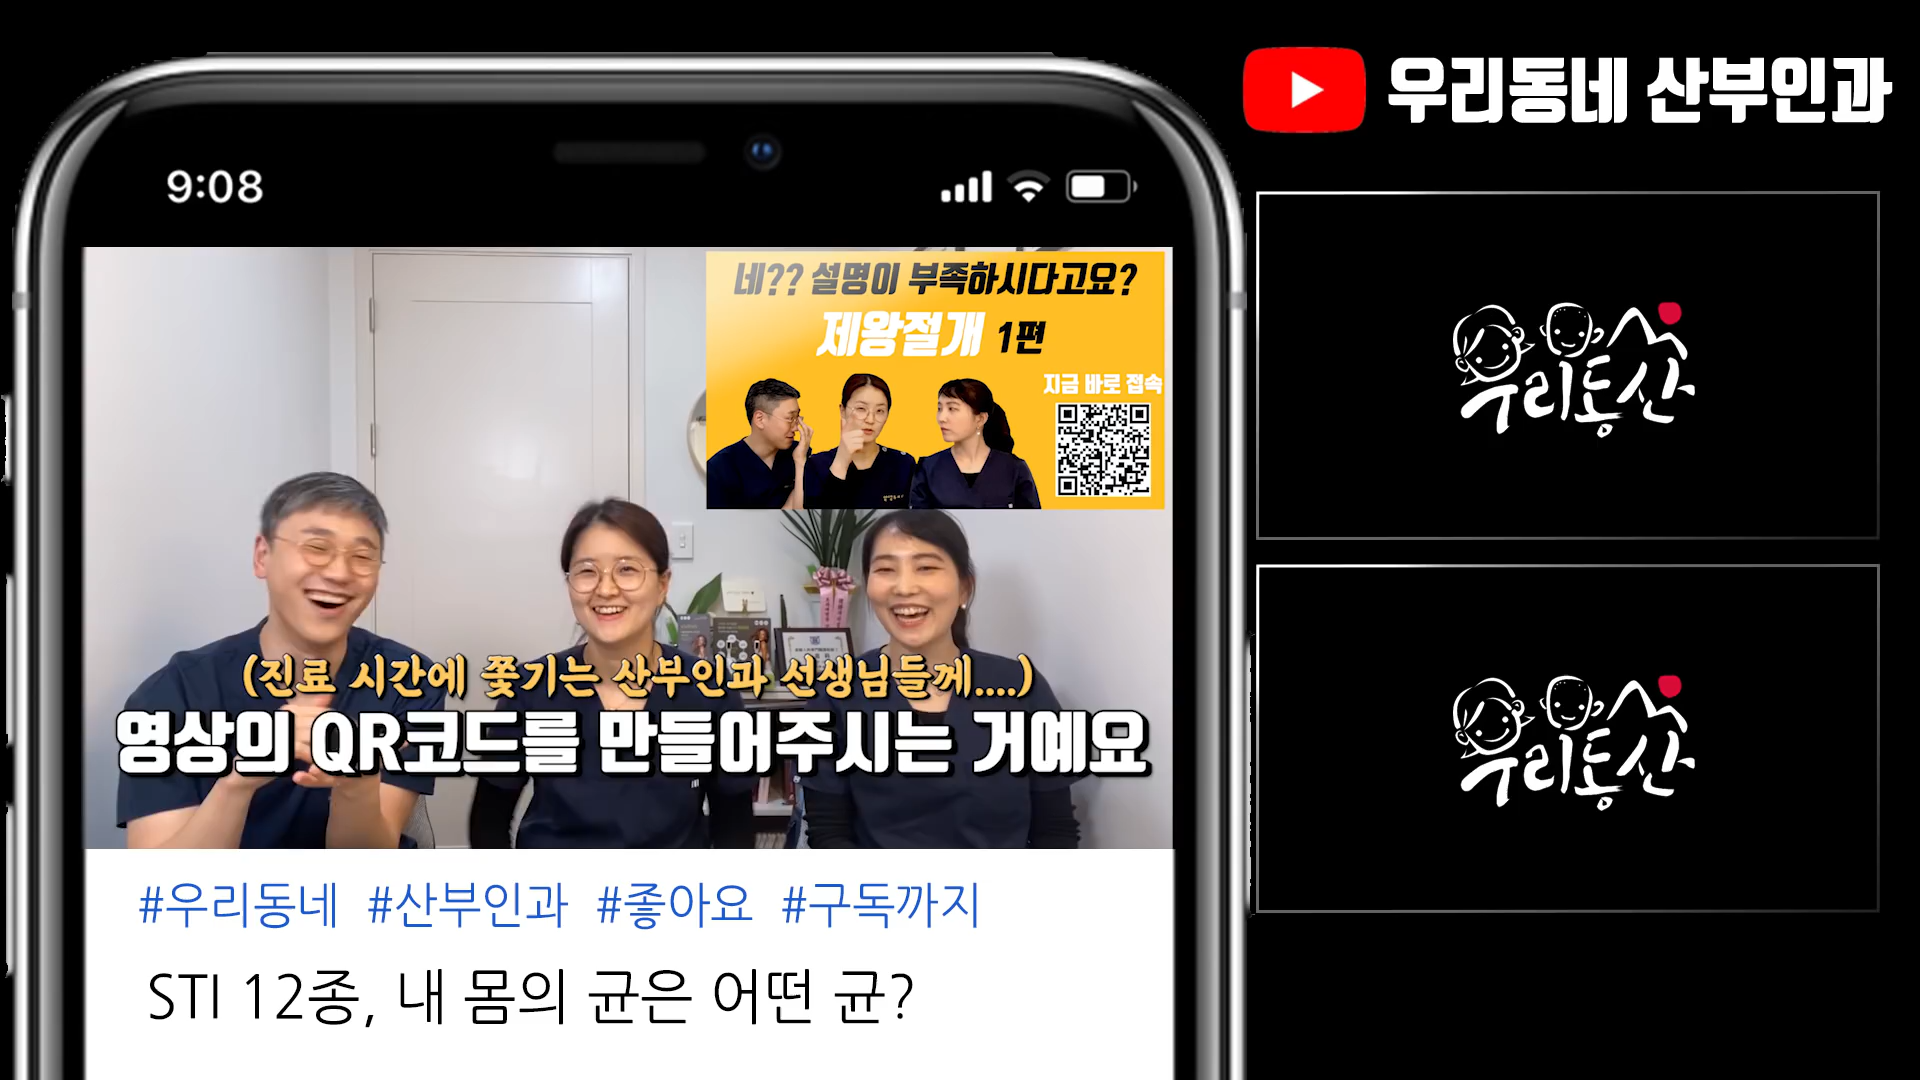 우리동네 산부인과
9:08
네?? 설명이 부족하시다고요?
제왕절개 1편
지금 바로 접속
(진료 시간에 쫓기는 산부인과 선생님들께....)
영상의 QR코드를 만들어주시는 거예요
#우리동네 #산부인과 #좋아요 #구독까지
STI 12종, 내 몸의 균은 어떤 균?
우리동산
우리동산